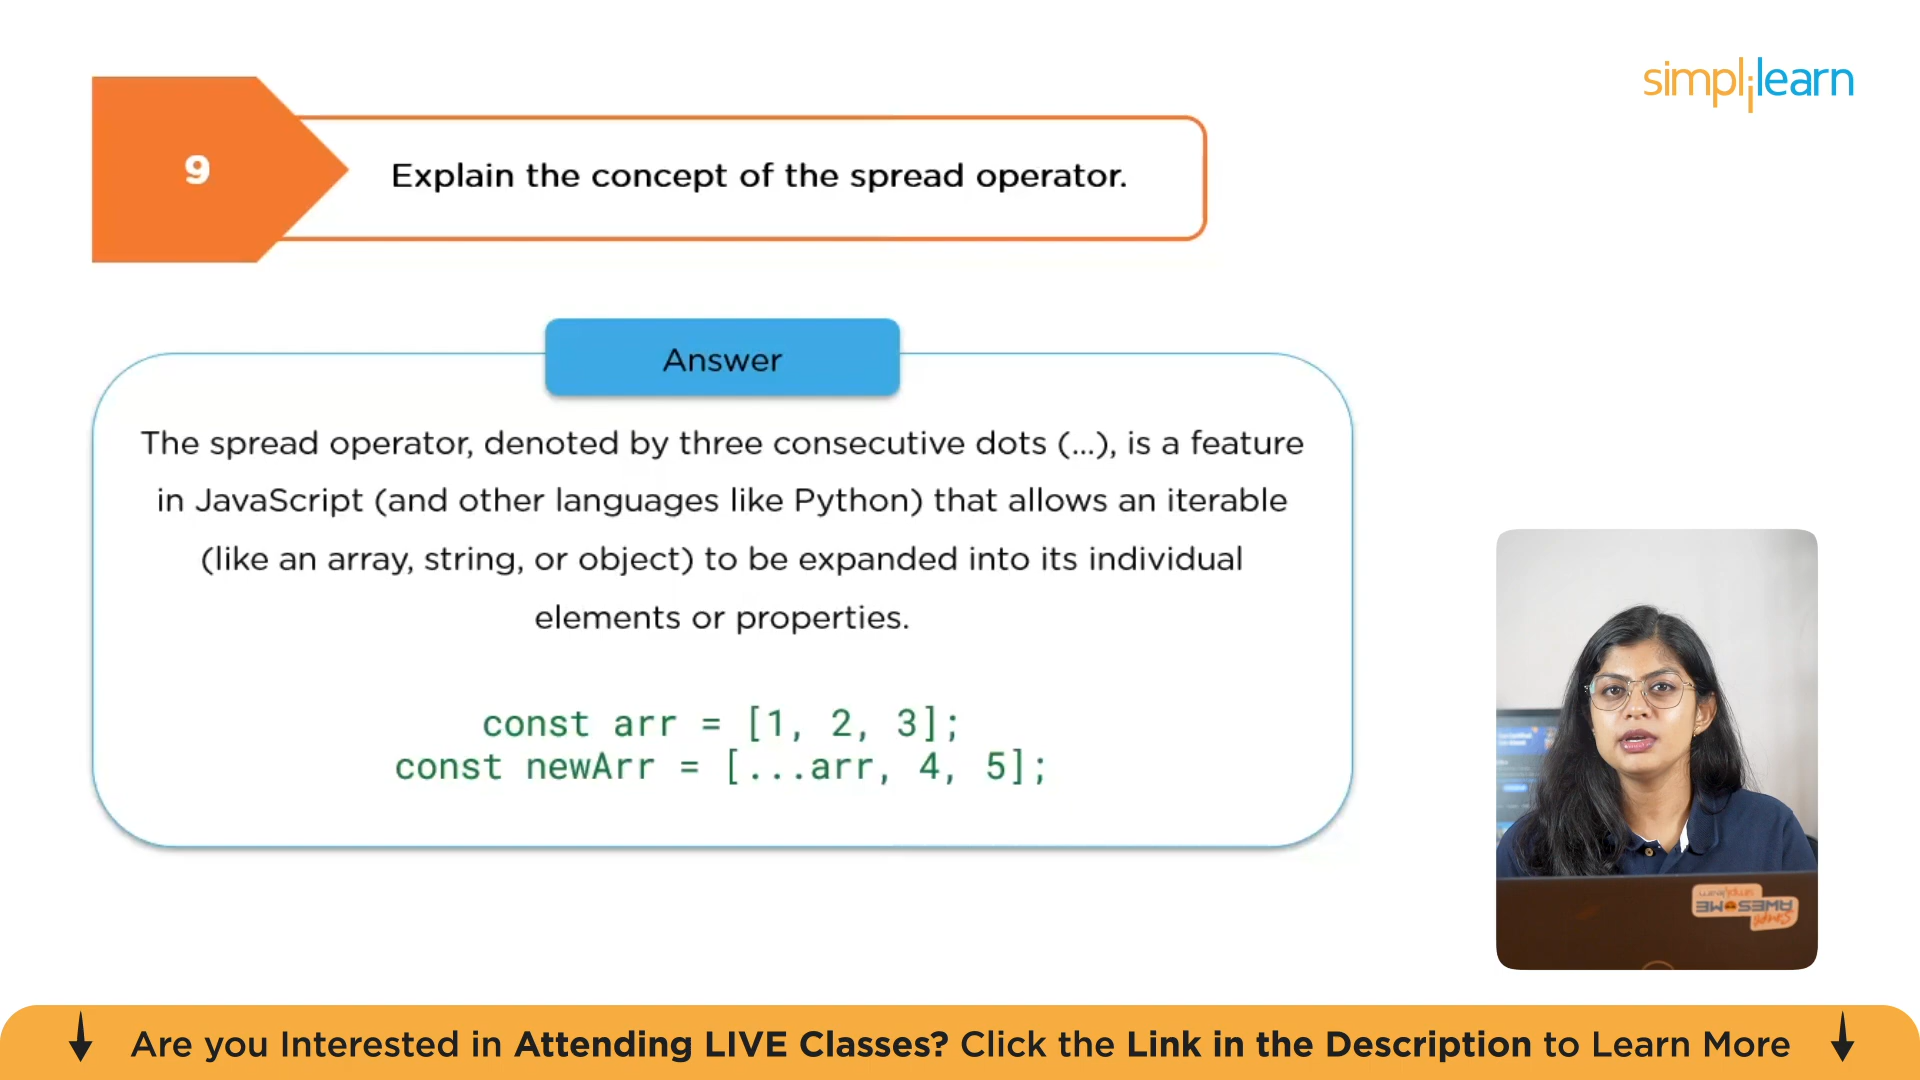 simplilearn
9
Explain the concept of the spread operator.
Answer
The spread operator, denoted by three consecutive dots (...), is a feature
in JavaScript (and other languages like Python) that allows an iterable
(like an array, string, or object) to be expanded into its individual
elements or properties.
const arr = [1, 2, 3];
const newArr = [...arr, 4, 5];
simplilearn
AWESOME
Are you Interested in Attending LIVE Classes? Click the Link in the Description to Learn More